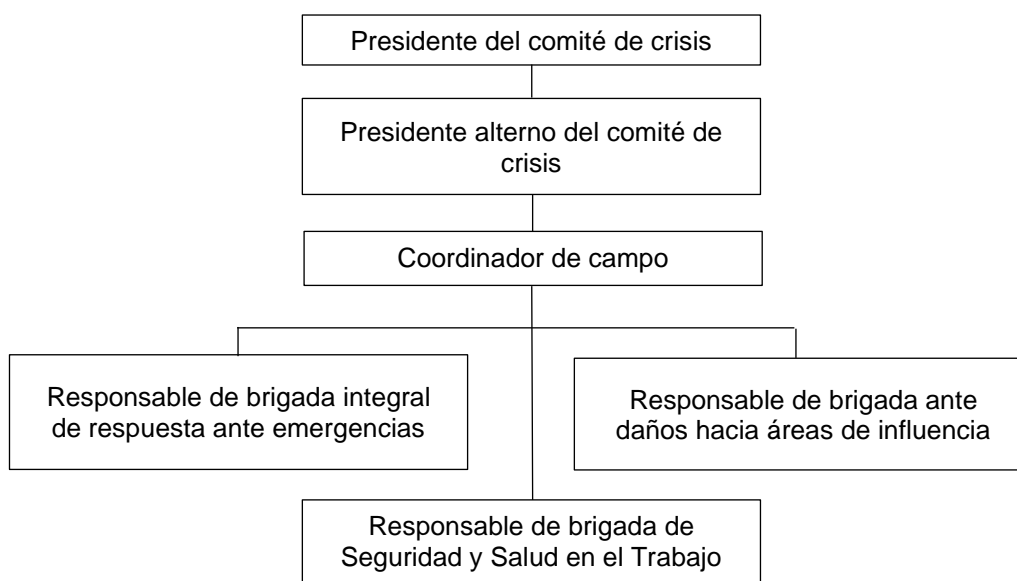 Presidente del comité de crisis
Presidente alterno del comité de
crisis
Coordinador de campo
Responsable de brigada integral
de respuesta ante emergencias
Responsable de brigada ante
daños hacia áreas de influencia
Responsable de brigada de
Seguridad y Salud en el Trabajo